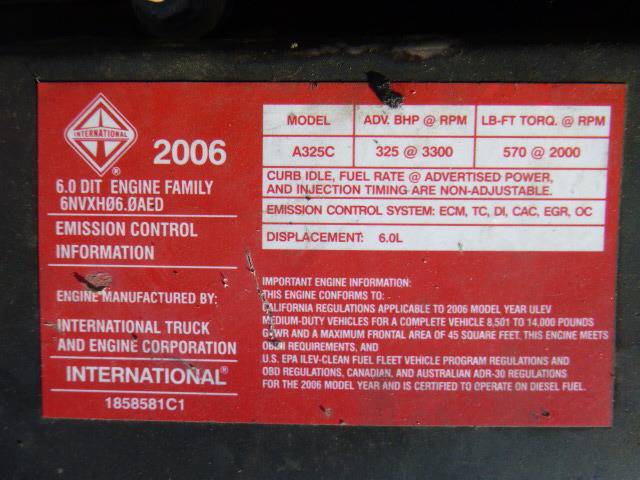 INTERNATIONAL
®
2006
6.0 DIT ENGINE FAMILY
6NVXHØ6.ØAED
EMISSION CONTROL
INFORMATION
ENGINE MANUFACTURED BY:
INTERNATIONAL TRUCK
AND ENGINE CORPORATION
INTERNATIONAL®
1858581C1
MODEL ADV. BHP @ RPM LB-FT TORQ. @ RPM
A325C 325 @ 3300 570 @ 2000
CURB IDLE, FUEL RATE @ ADVERTISED POWER,
AND INJECTION TIMING ARE NON-ADJUSTABLE.
EMISSION CONTROL SYSTEM: ECM, TC, DI, CAC, EGR, OC
DISPLACEMENT: 6.0L
IMPORTANT ENGINE INFORMATION:
THIS ENGINE CONFORMS TO:
CALIFORNIA REGULATIONS APPLICABLE TO 2006 MODEL YEAR ULEV
MEDIUM-DUTY VEHICLES FOR A COMPLETE VEHICLE 8,501 TO 14,000 POUNDS
GVWR AND A MAXIMUM FRONTAL AREA OF 45 SQUARE FEET. THIS ENGINE MEETS
OBDII REQUIREMENTS, AND
U.S. EPA ILEV-CLEAN FUEL FLEET VEHICLE PROGRAM REGULATIONS AND
OBD REGULATIONS, CANADIAN, AND AUSTRALIAN ADR-30 REGULATIONS
FOR THE 2006 MODEL YEAR AND IS CERTIFIED TO OPERATE ON DIESEL FUEL.